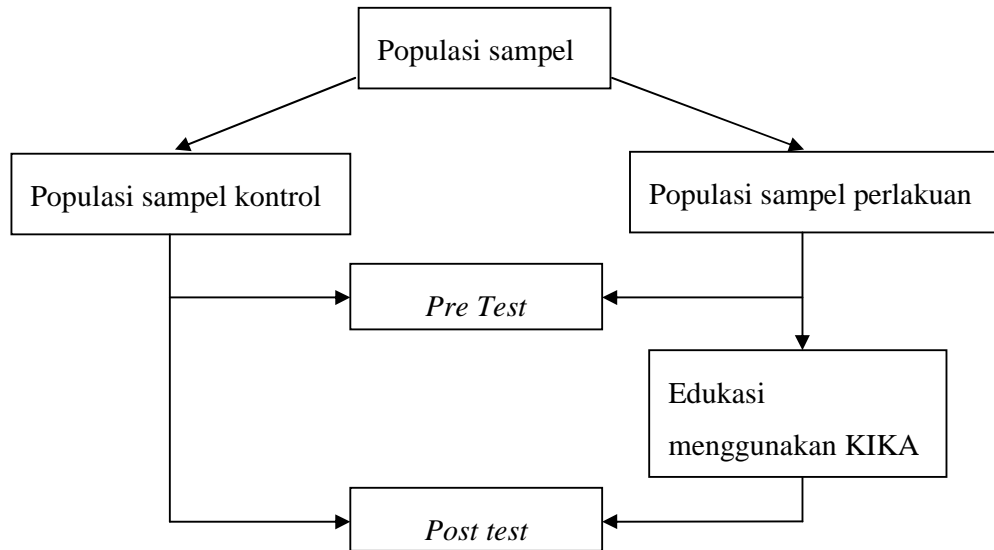 Populasi sampel
Populasi sampel kontrol
Populasi sampel perlakuan
Pre Test
Edukasi
menggunakan KIKA
Post test